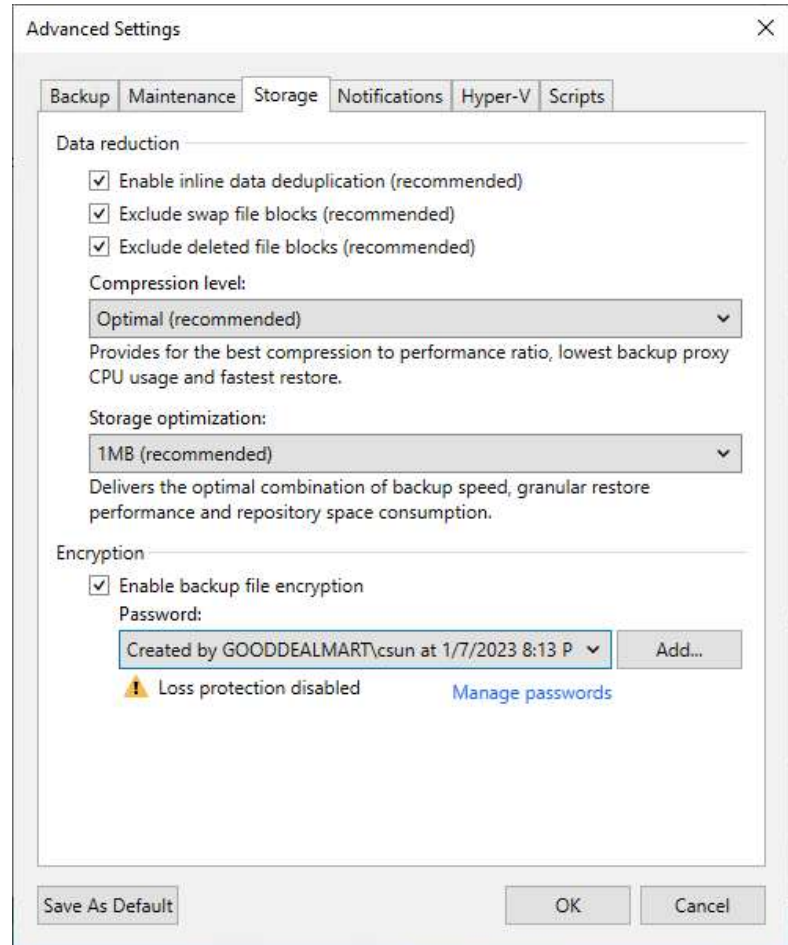 Advanced Settings
Backup Maintenance Storage Notifications Hyper-V Scripts
Data reduction
Enable inline data deduplication (recommended)
Exclude swap file blocks (recommended)
Exclude deleted file blocks (recommended)
Compression level:
Optimal (recommended)
Provides for the best compression to performance ratio, lowest backup proxy
CPU usage and fastest restore.
Storage optimization:
1MB (recommended)
Delivers the optimal combination of backup speed, granular restore
performance and repository space consumption.
Encryption
Enable backup file encryption
Password:
Created by GOODDEALMART\csun at 1/7/2023 8:13 P
Add...
Loss protection disabled
Manage passwords
Save As Default
OK
Cancel